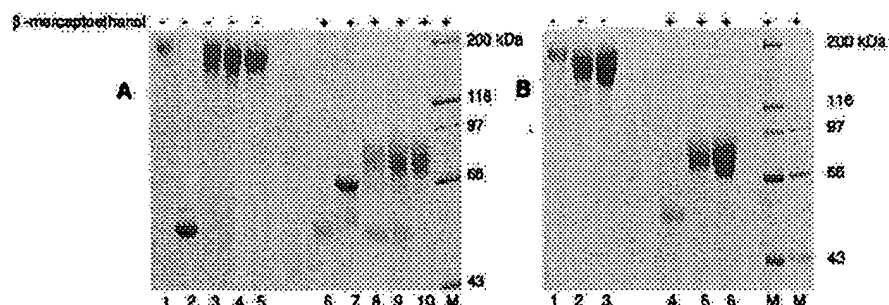 β-mercaptoethanol - - - - - + + + + + M - - - + + + M +
200 kDa 200 kDa
A B
116 116
97 97
66 66
43 43
1 2 3 4 5 6 7 8 9 10 M 1 2 3 4 5 6 M M